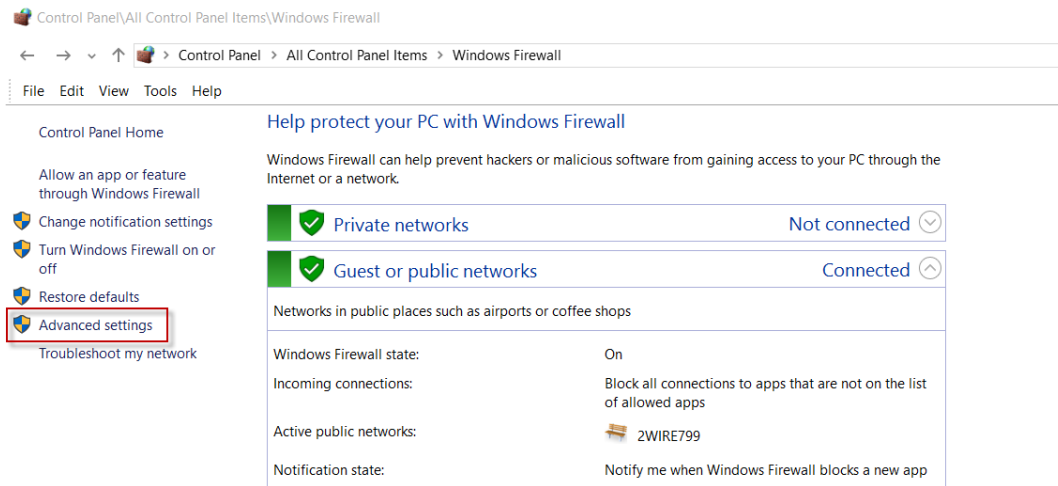 Control Panel\All Control Panel Items\Windows Firewall
Control Panel > All Control Panel Items > Windows Firewall
File Edit View Tools Help
Control Panel Home
Allow an app or feature
through Windows Firewall
Change notification settings
Turn Windows Firewall on or
off
Restore defaults
Advanced settings
Troubleshoot my network
Help protect your PC with Windows Firewall
Windows Firewall can help prevent hackers or malicious software from gaining access to your PC through the
Internet or a network.
Private networks Not connected
Guest or public networks Connected
Networks in public places such as airports or coffee shops
Windows Firewall state: On
Incoming connections: Block all connections to apps that are not on the list
of allowed apps
Active public networks: 2WIRE799
Notification state: Notify me when Windows Firewall blocks a new app